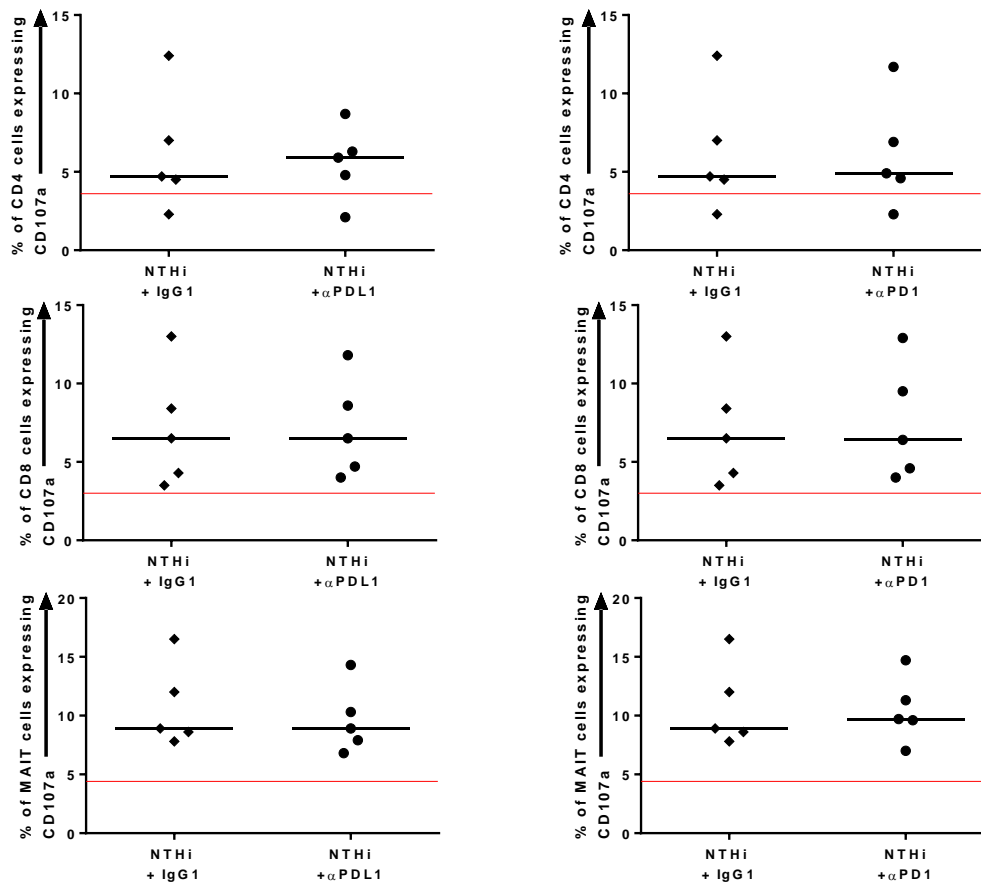 % of CD4 cells expressing
CD107a
15
10
5
0
NTHi
+ IgG1
NTHi
+αPDL1
% of CD4 cells expressing
CD107a
15
10
5
0
NTHi
+ IgG1
NTHi
+αPD1
% of CD8 cells expressing
CD107a
15
10
5
0
NTHi
+ IgG1
NTHi
+αPDL1
% of CD8 cells expressing
CD107a
15
10
5
0
NTHi
+ IgG1
NTHi
+αPD1
% of MAIT cells expressing
CD107a
20
15
10
5
0
NTHi
+ IgG1
NTHi
+αPDL1
% of MAIT cells expressing
CD107a
20
15
10
5
0
NTHi
+ IgG1
NTHi
+αPD1